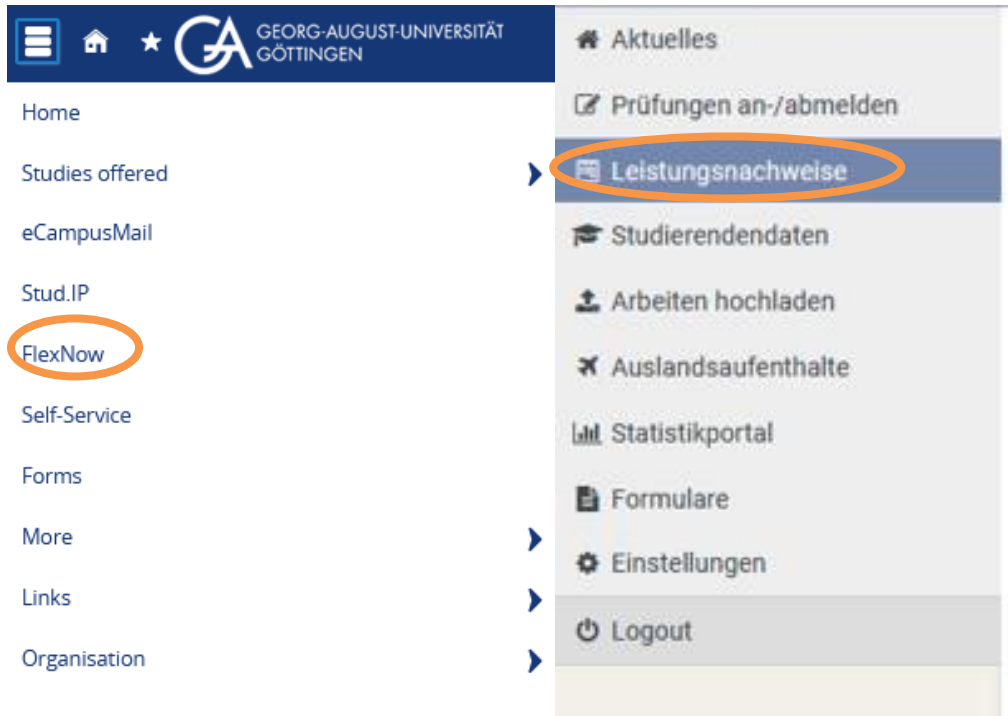 GEORG-AUGUST-UNIVERSITÄT
GÖTTINGEN
Home
Studies offered
eCampusMail
Stud.IP
FlexNow
Self-Service
Forms
More
Links
Organisation
Aktuelles
Prüfungen an-/abmelden
Leistungsnachweise
Studierendendaten
Arbeiten hochladen
Auslandsaufenthalte
Statistikportal
Formulare
Einstellungen
Logout